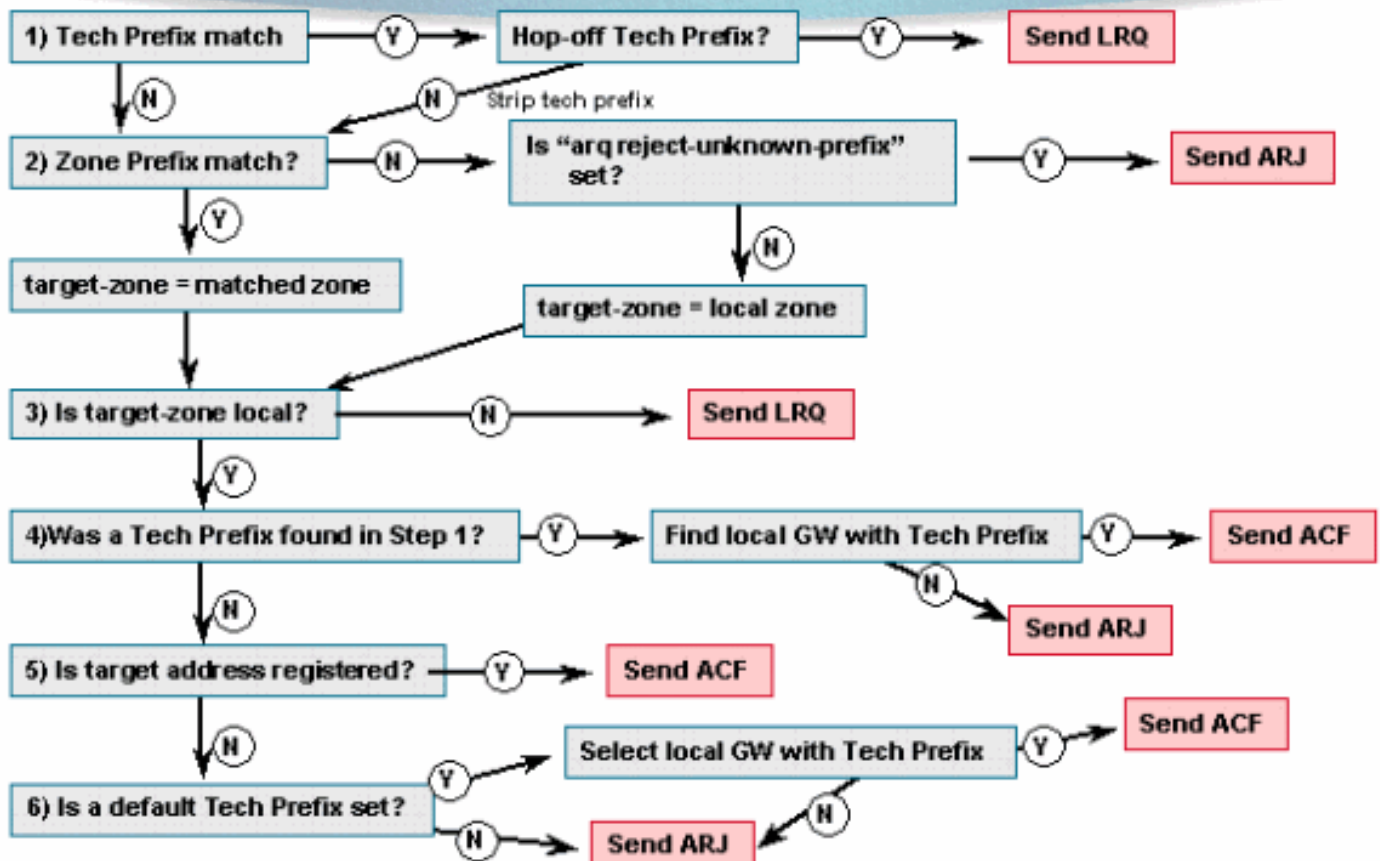 1) Tech Prefix match
Y
Hop-off Tech Prefix?
Y
Send LRQ
N
N
Strip tech prefix
2) Zone Prefix match?
N
Is “arq reject-unknown-prefix”
set?
Y
Send ARJ
Y
N
target-zone = matched zone
target-zone = local zone
3) Is target-zone local?
N
Send LRQ
Y
4)Was a Tech Prefix found in Step 1?
Y
Find local GW with Tech Prefix
Y
Send ACF
N
N
Send ARJ
5) Is target address registered?
Y
Send ACF
N
Select local GW with Tech Prefix
Y
Send ACF
6) Is a default Tech Prefix set?
Y
N
N
Send ARJ